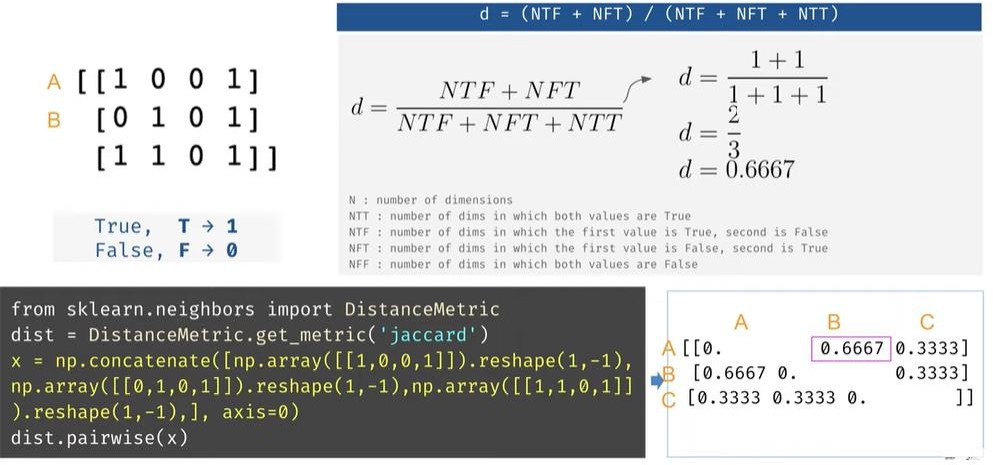 d = (NTF + NFT) / (NTF + NFT + NTT)
A [[1 0 0 1]
B [0 1 0 1]
[1 1 0 1]]
True, T → 1
False, F → 0
d = (NTF + NFT) / (NTF + NFT + NTT)
d = (1 + 1) / (1 + 1 + 1)
d = 2/3
d = 0.6667
N : number of dimensions
NTT : number of dims in which both values are True
NTF : number of dims in which the first value is True, second is False
NFT : number of dims in which the first value is False, second is True
NFF : number of dims in which both values are False
from sklearn.neighbors import DistanceMetric
dist = DistanceMetric.get_metric('jaccard')
x = np.concatenate([np.array([[1,0,0,1]]).reshape(1,-1),
np.array([[0,1,0,1]]).reshape(1,-1),np.array([[1,1,0,1]]
).reshape(1,-1),], axis=0)
dist.pairwise(x)
A B C
A [[0. 0.6667 0.3333]
B [0.6667 0. 0.3333]
C [0.3333 0.3333 0. ]]